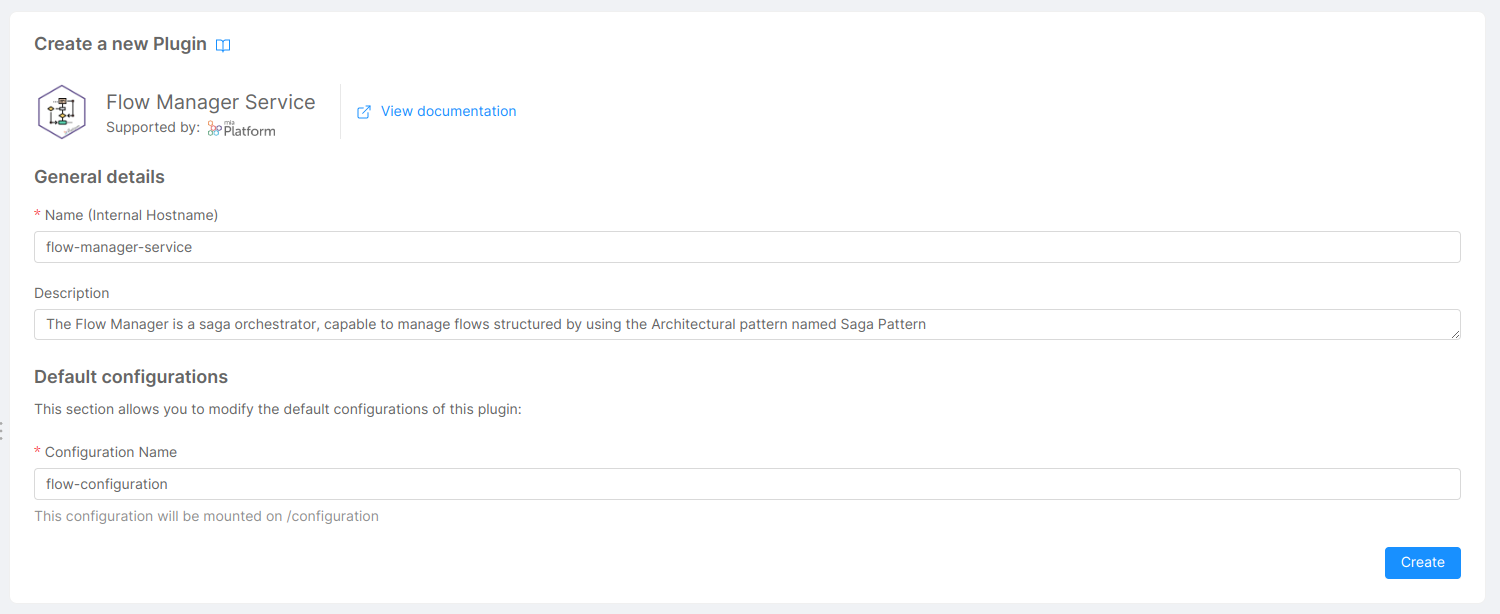 Create a new Plugin
Flow Manager Service
Supported by: mia Platform
View documentation
General details
* Name (Internal Hostname)
flow-manager-service
Description
The Flow Manager is a saga orchestrator, capable to manage flows structured by using the Architectural pattern named Saga Pattern
Default configurations
This section allows you to modify the default configurations of this plugin:
* Configuration Name
flow-configuration
This configuration will be mounted on /configuration
Create